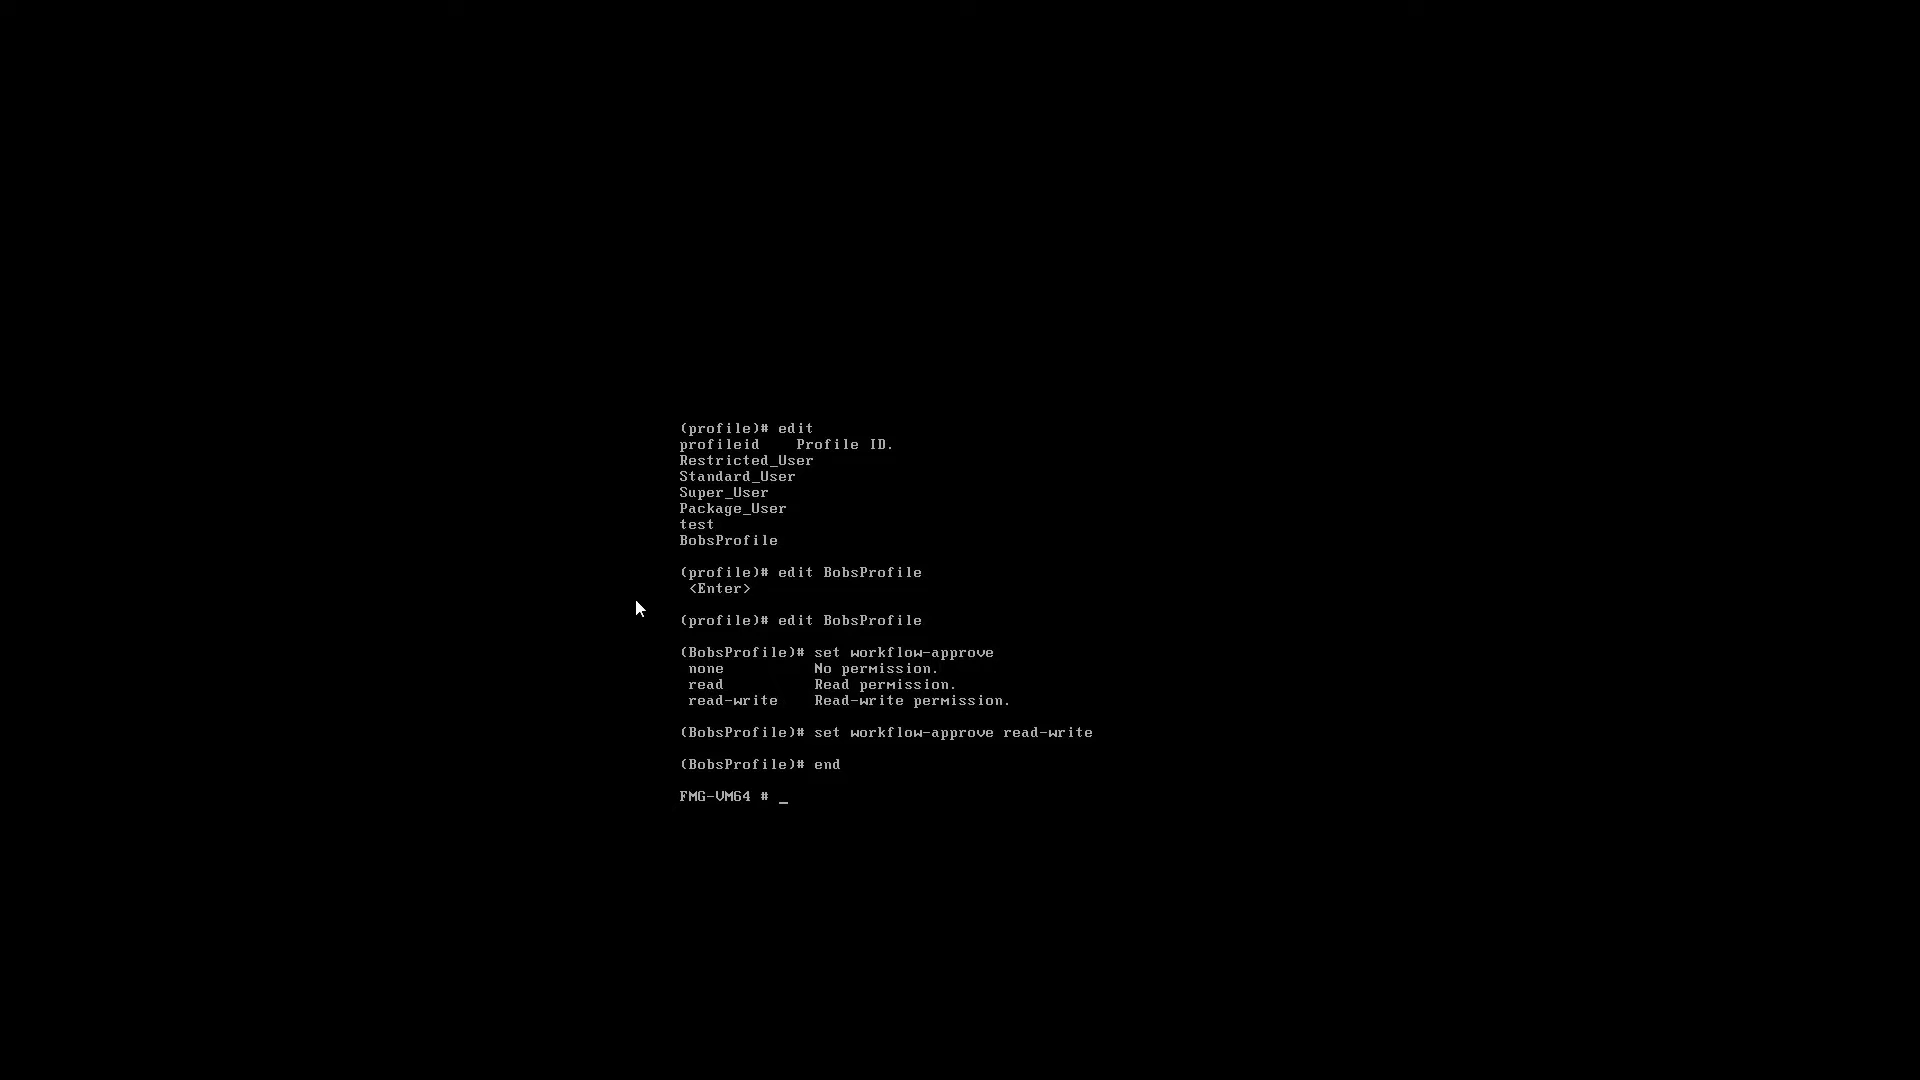 (profile)# edit
profileid    Profile ID.
Restricted_User
Standard_User
Super_User
Package_User
test
BobsProfile
(profile)# edit BobsProfile
<Enter>
(profile)# edit BobsProfile
(BobsProfile)# set workflow-approve
none          No permission.
read          Read permission.
read-write    Read-write permission.
(BobsProfile)# set workflow-approve read-write
(BobsProfile)# end
FMG-VM64 # _